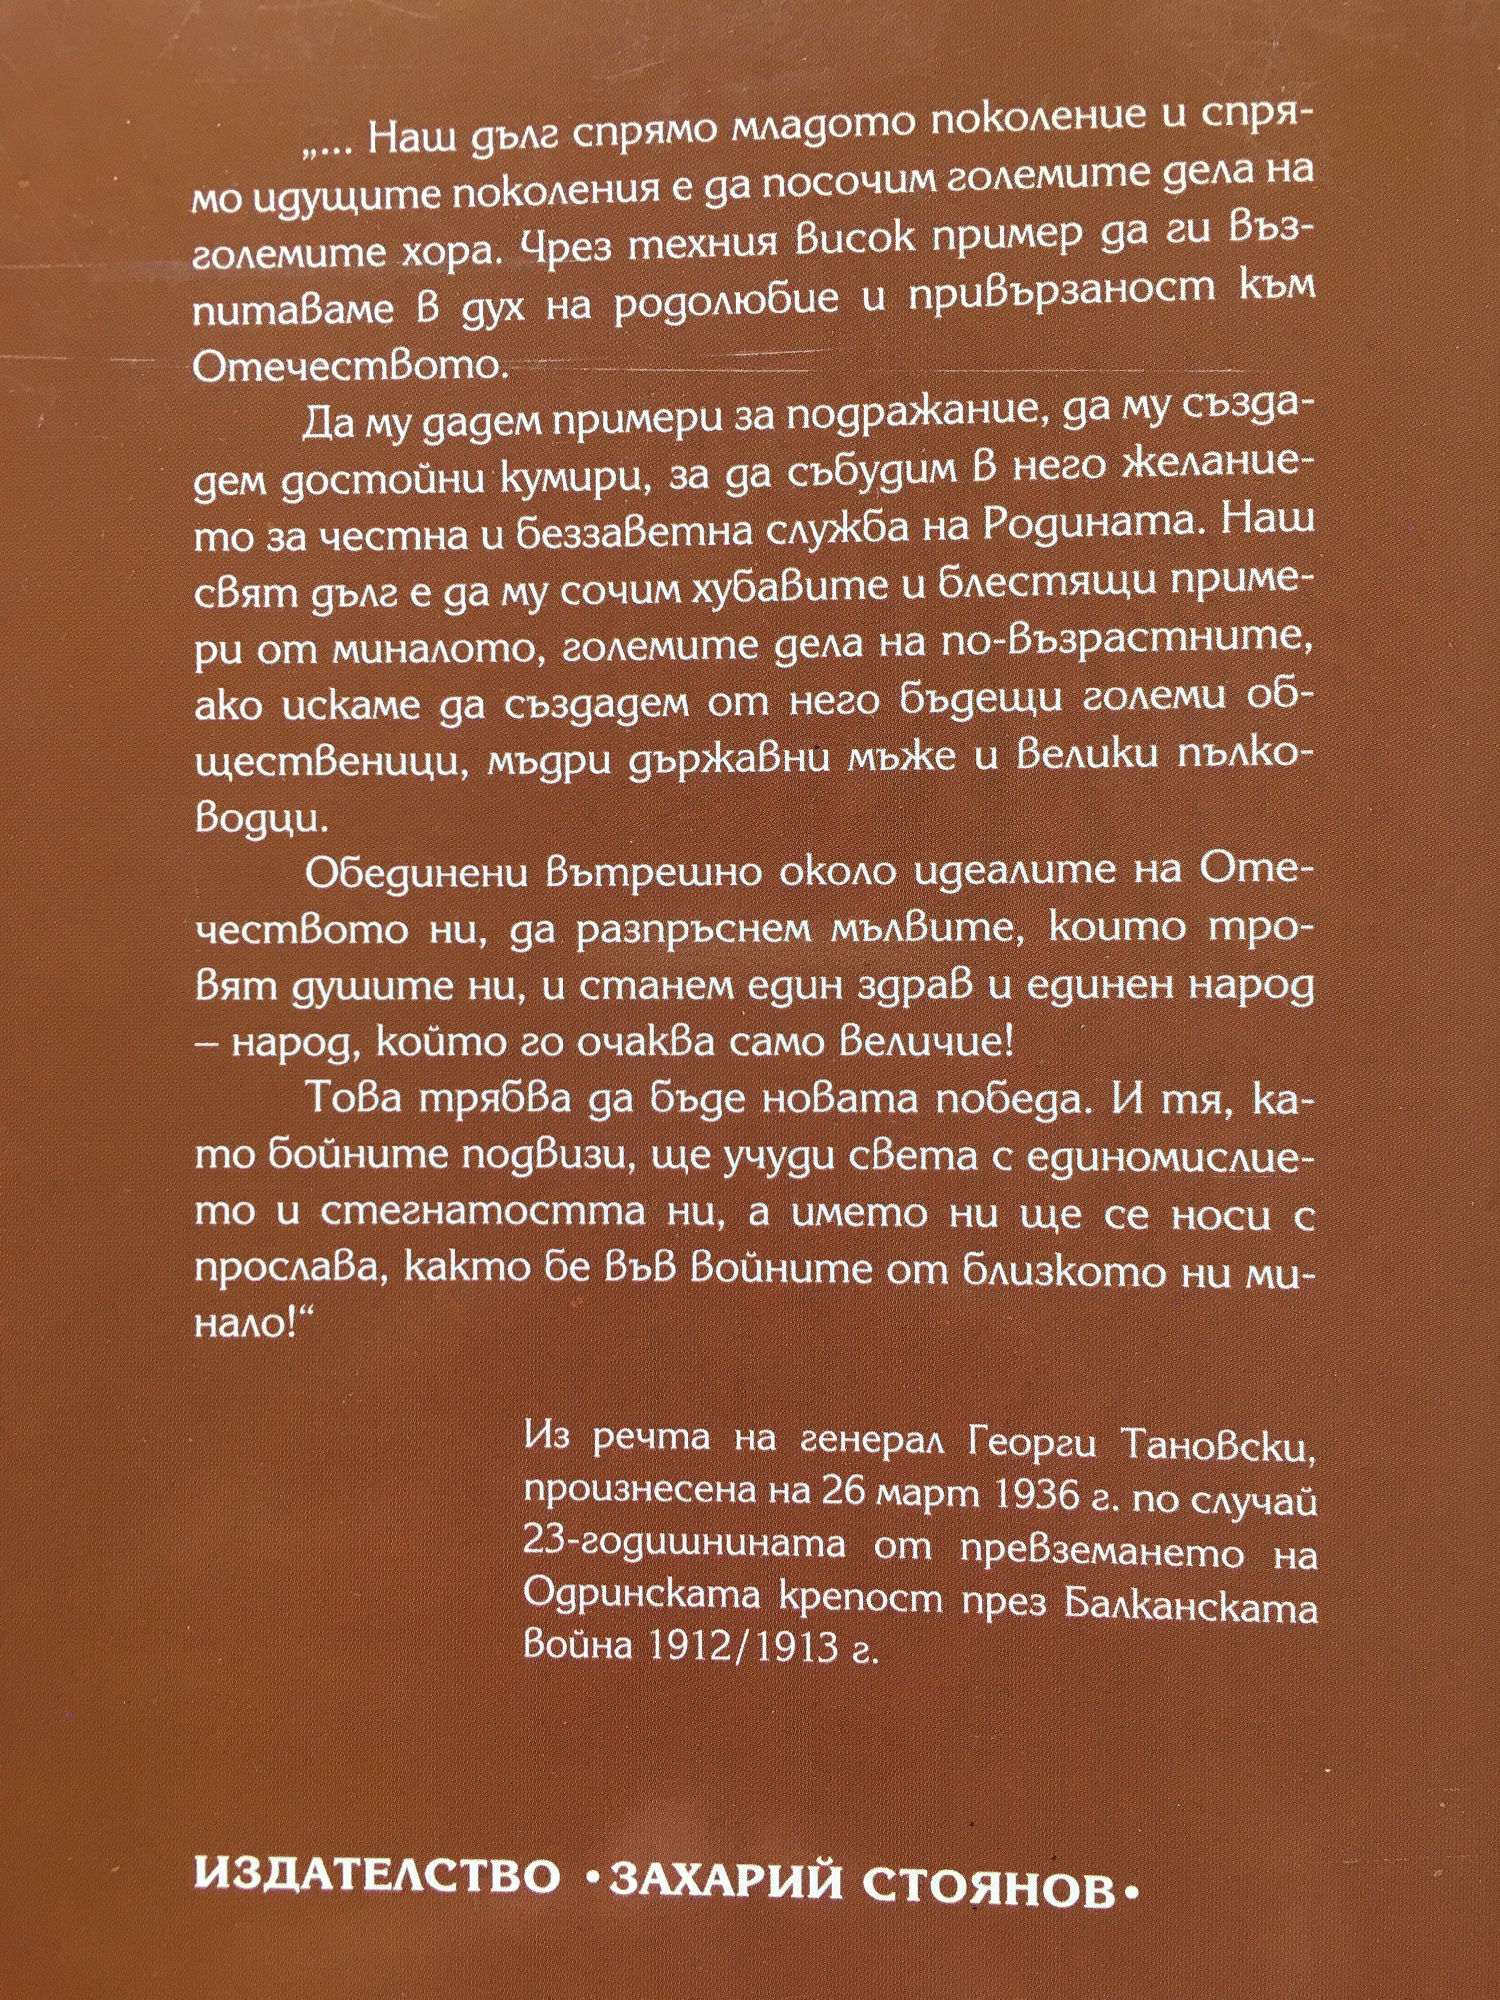 „... Наш дълг спрямо младото поколение и спря-
мо идущите поколения е да посочим големите дела на
големите хора. Чрез техния висок пример да ги въз-
питаваме в дух на родолюбие и привързаност към
Отечеството.
Да му дадем примери за подражание, да му създа-
дем достойни кумири, за да събудим в него желание-
то за честна и беззаветна служба на Родината. Наш
свят дълг е да му сочим хубавите и блестящи приме-
ри от миналото, големите дела на по-възрастните,
ако искаме да създадем от него бъдещи големи об-
щественици, мъдри държавни мъже и велики пълко-
водци.
Обединени вътрешно около идеалите на Оте-
чеството ни, да разпръснем мълвите, които тро-
вят душите ни, и станем един здрав и единен народ
– народ, който го очаква само величие!
Това трябва да бъде новата победа. И тя, ка-
то бойните подвизи, ще учуди света с единомислие-
то и стегнатостта ни, а името ни ще се носи с
прослава, както бе във войните от близкото ни ми-
нало!“
Из речта на генерал Георги Тановски,
произнесена на 26 март 1936 г. по случай
23-годишнината от превземането на
Одринската крепост през Балканската
война 1912/1913 г.
ИЗДАТЕЛСТВО •ЗАХАРИЙ СТОЯНОВ•